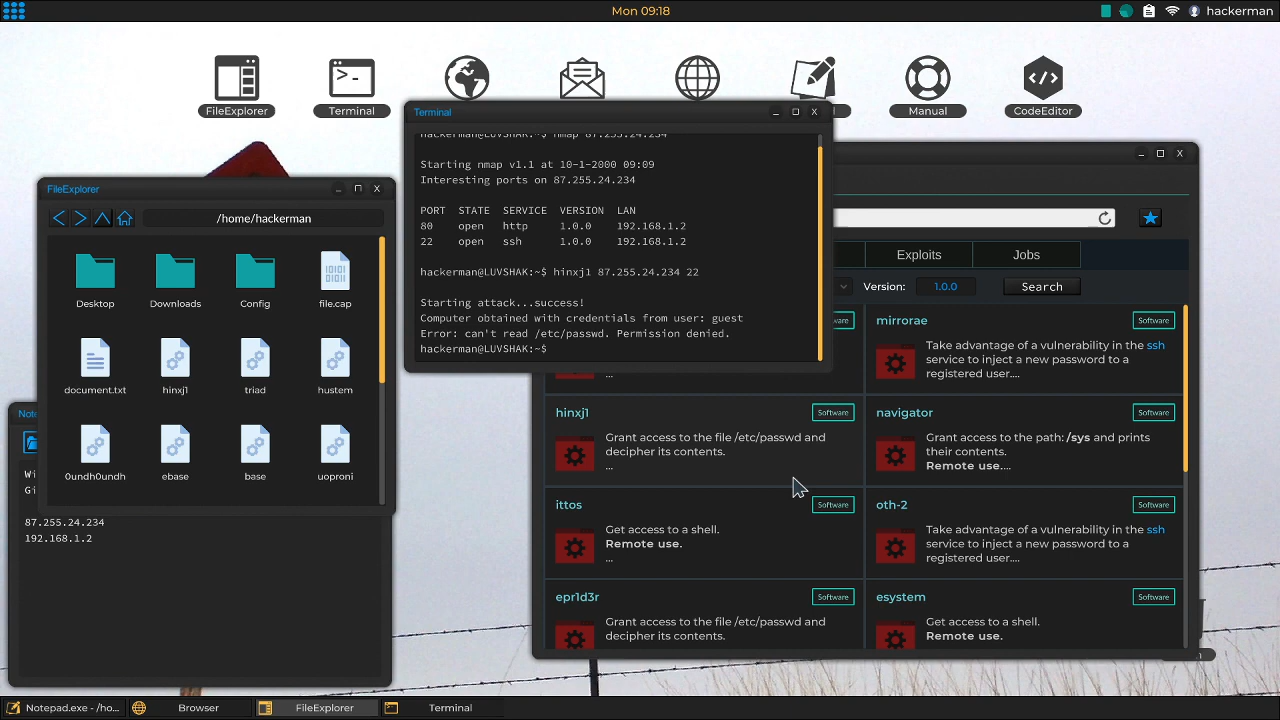 Mon 09:18
hackerman
FileExplorer
Terminal
Manual
CodeEditor
Terminal
hackerman@LUVSHAK:~$ nmap 87.255.24.234
Starting nmap v1.1 at 10-1-2000 09:09
Interesting ports on 87.255.24.234
PORT STATE SERVICE VERSION LAN
80 open http 1.0.0 192.168.1.2
22 open ssh 1.0.0 192.168.1.2
hackerman@LUVSHAK:~$ hinxj1 87.255.24.234 22
Starting attack...success!
Computer obtained with credentials from user: guest
Error: can't read /etc/passwd. Permission denied.
hackerman@LUVSHAK:~$
FileExplorer
/home/hackerman
Desktop
Downloads
Config
file.cap
document.txt
hinxj1
triad
hustem
0undh0undh
ebase
base
uoproni
Wi
Gi
87.255.24.234
192.168.1.2
Exploits
Jobs
Version:
1.0.0
Search
...
mirrorae
Software
Take advantage of a vulnerability in the ssh
service to inject a new password to a
registered user....
hinxj1
Software
Grant access to the file /etc/passwd and
decipher its contents.
...
navigator
Software
Grant access to the path: /sys and prints
their contents.
Remote use....
ittos
Software
Get access to a shell.
Remote use.
...
oth-2
Software
Take advantage of a vulnerability in the ssh
service to inject a new password to a
registered user....
epr1d3r
Software
Grant access to the file /etc/passwd and
decipher its contents.
esystem
Software
Get access to a shell.
Remote use.
Notepad.exe - /ho...
Browser
FileExplorer
Terminal